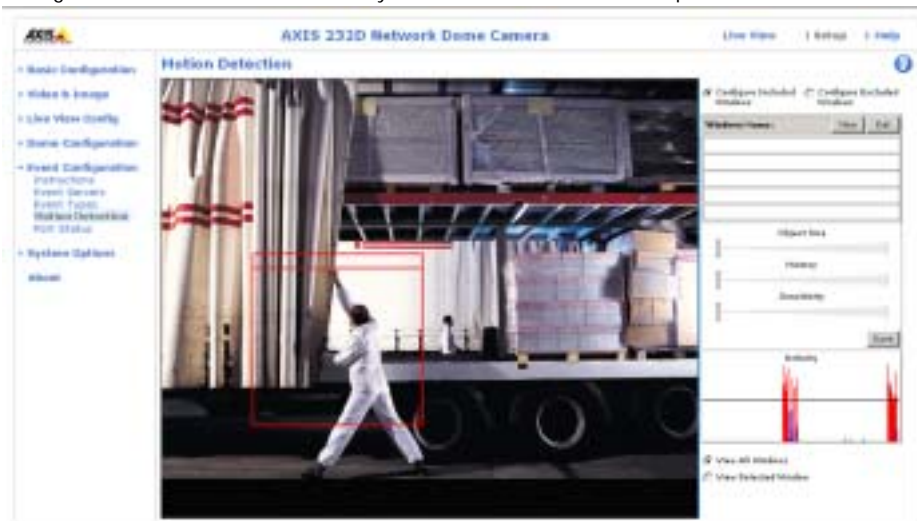 AXIS
AXIS 232D Network Dome Camera
Live View | Setup | Help
Motion Detection
?
Basic Configuration
Video & Image
Live View Config
Dome Configuration
Event Configuration
Instructions
Event Servers
Event Types
Motion Detection
Port Status
System Options
About
Configure Included Windows
Configure Excluded Windows
Window Name:
New
Del
Object Size
History
Sensitivity
Save
Activity
View All Windows
View Selected Window